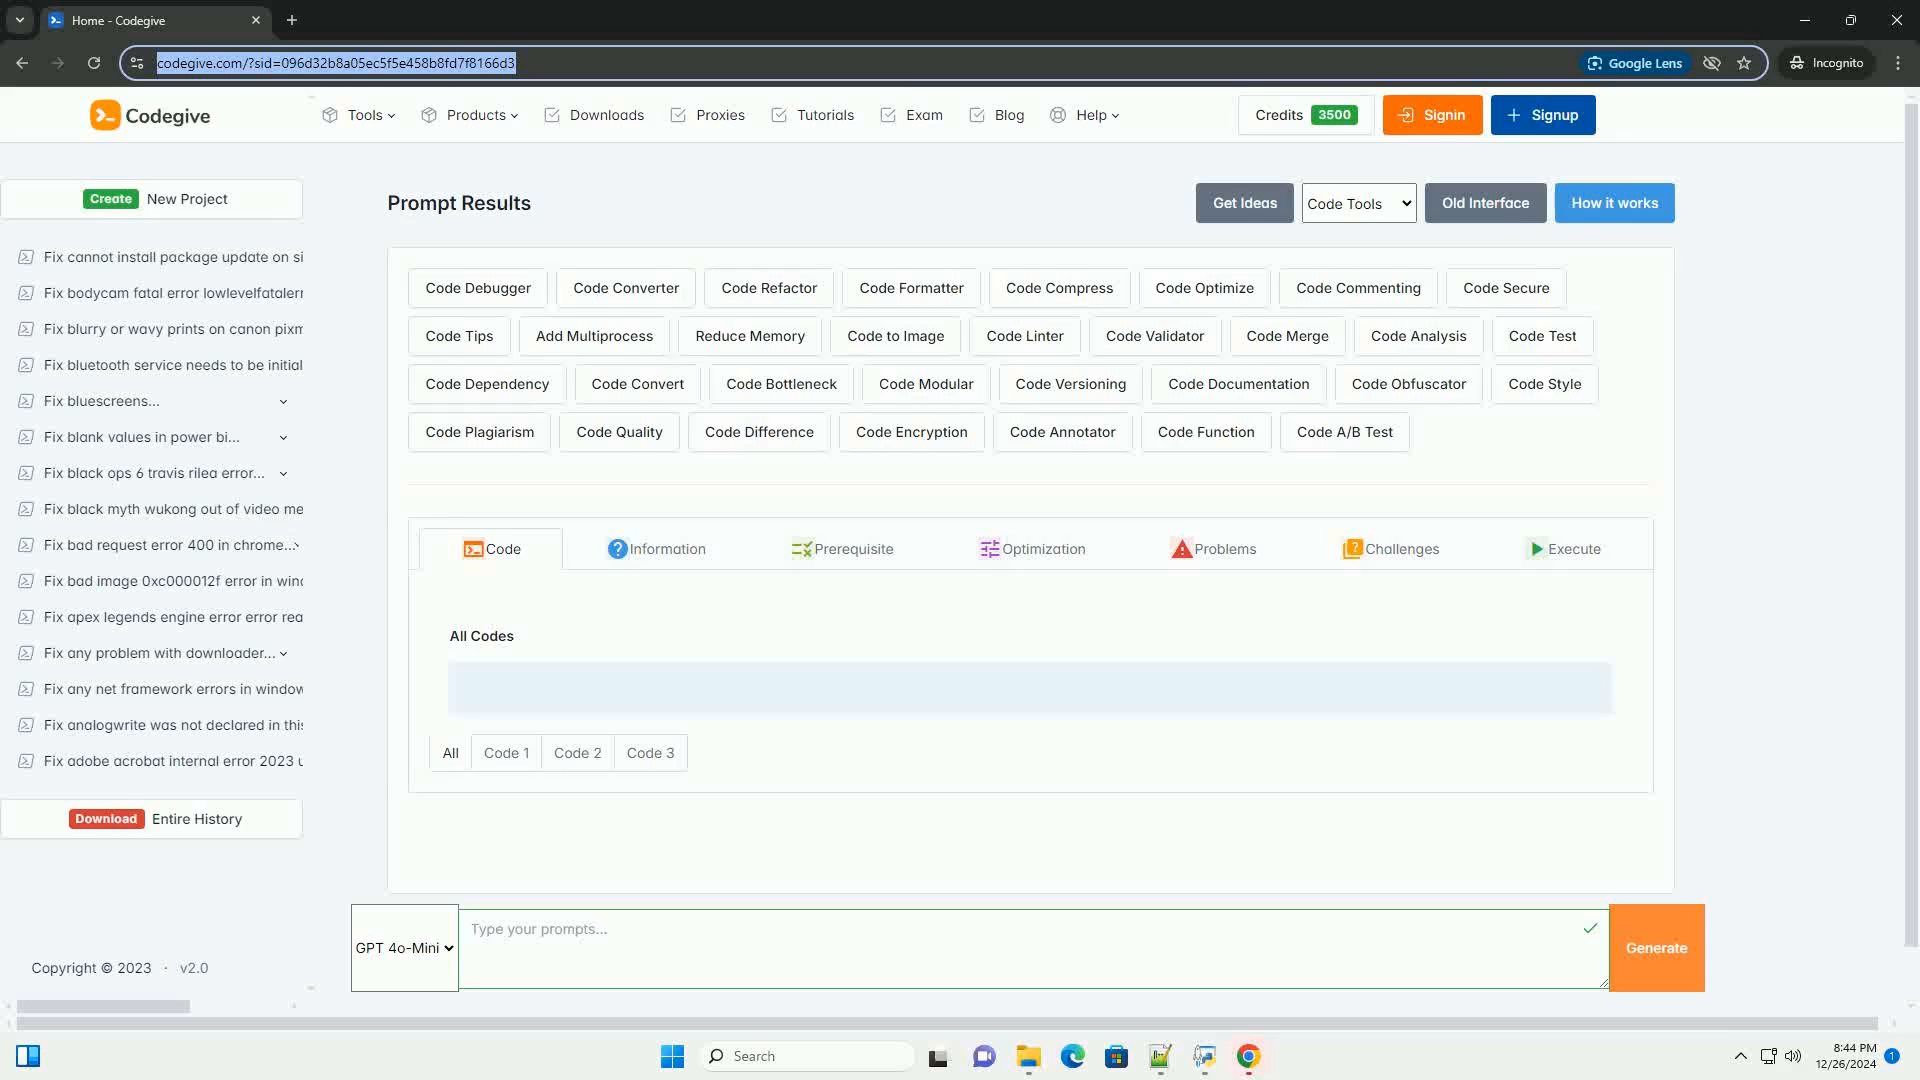 Home - Codegive
codegive.com/?sid=096d32b8a05ec5f5e458b8fd7f8166d3
Google Lens
Incognito
Codegive
Tools
Products
Downloads
Proxies
Tutorials
Exam
Blog
Help
Credits 3500
Signin
Signup
Create New Project
Fix cannot install package update on si
Fix bodycam fatal error lowlevelfatalerr
Fix blurry or wavy prints on canon pixm
Fix bluetooth service needs to be initial
Fix bluescreens...
Fix blank values in power bi...
Fix black ops 6 travis rilea error...
Fix black myth wukong out of video me
Fix bad request error 400 in chrome...
Fix bad image 0xc000012f error in wind
Fix apex legends engine error error rea
Fix any problem with downloader...
Fix any net framework errors in window
Fix analogwrite was not declared in this
Fix adobe acrobat internal error 2023 u
Download Entire History
Copyright © 2023 · v2.0
Prompt Results
Get Ideas
Code Tools
Old Interface
How it works
Code Debugger
Code Converter
Code Refactor
Code Formatter
Code Compress
Code Optimize
Code Commenting
Code Secure
Code Tips
Add Multiprocess
Reduce Memory
Code to Image
Code Linter
Code Validator
Code Merge
Code Analysis
Code Test
Code Dependency
Code Convert
Code Bottleneck
Code Modular
Code Versioning
Code Documentation
Code Obfuscator
Code Style
Code Plagiarism
Code Quality
Code Difference
Code Encryption
Code Annotator
Code Function
Code A/B Test
Code
Information
Prerequisite
Optimization
Problems
Challenges
Execute
All Codes
All
Code 1
Code 2
Code 3
GPT 4o-Mini
Type your prompts...
Generate
Search
8:44 PM
12/26/2024
1